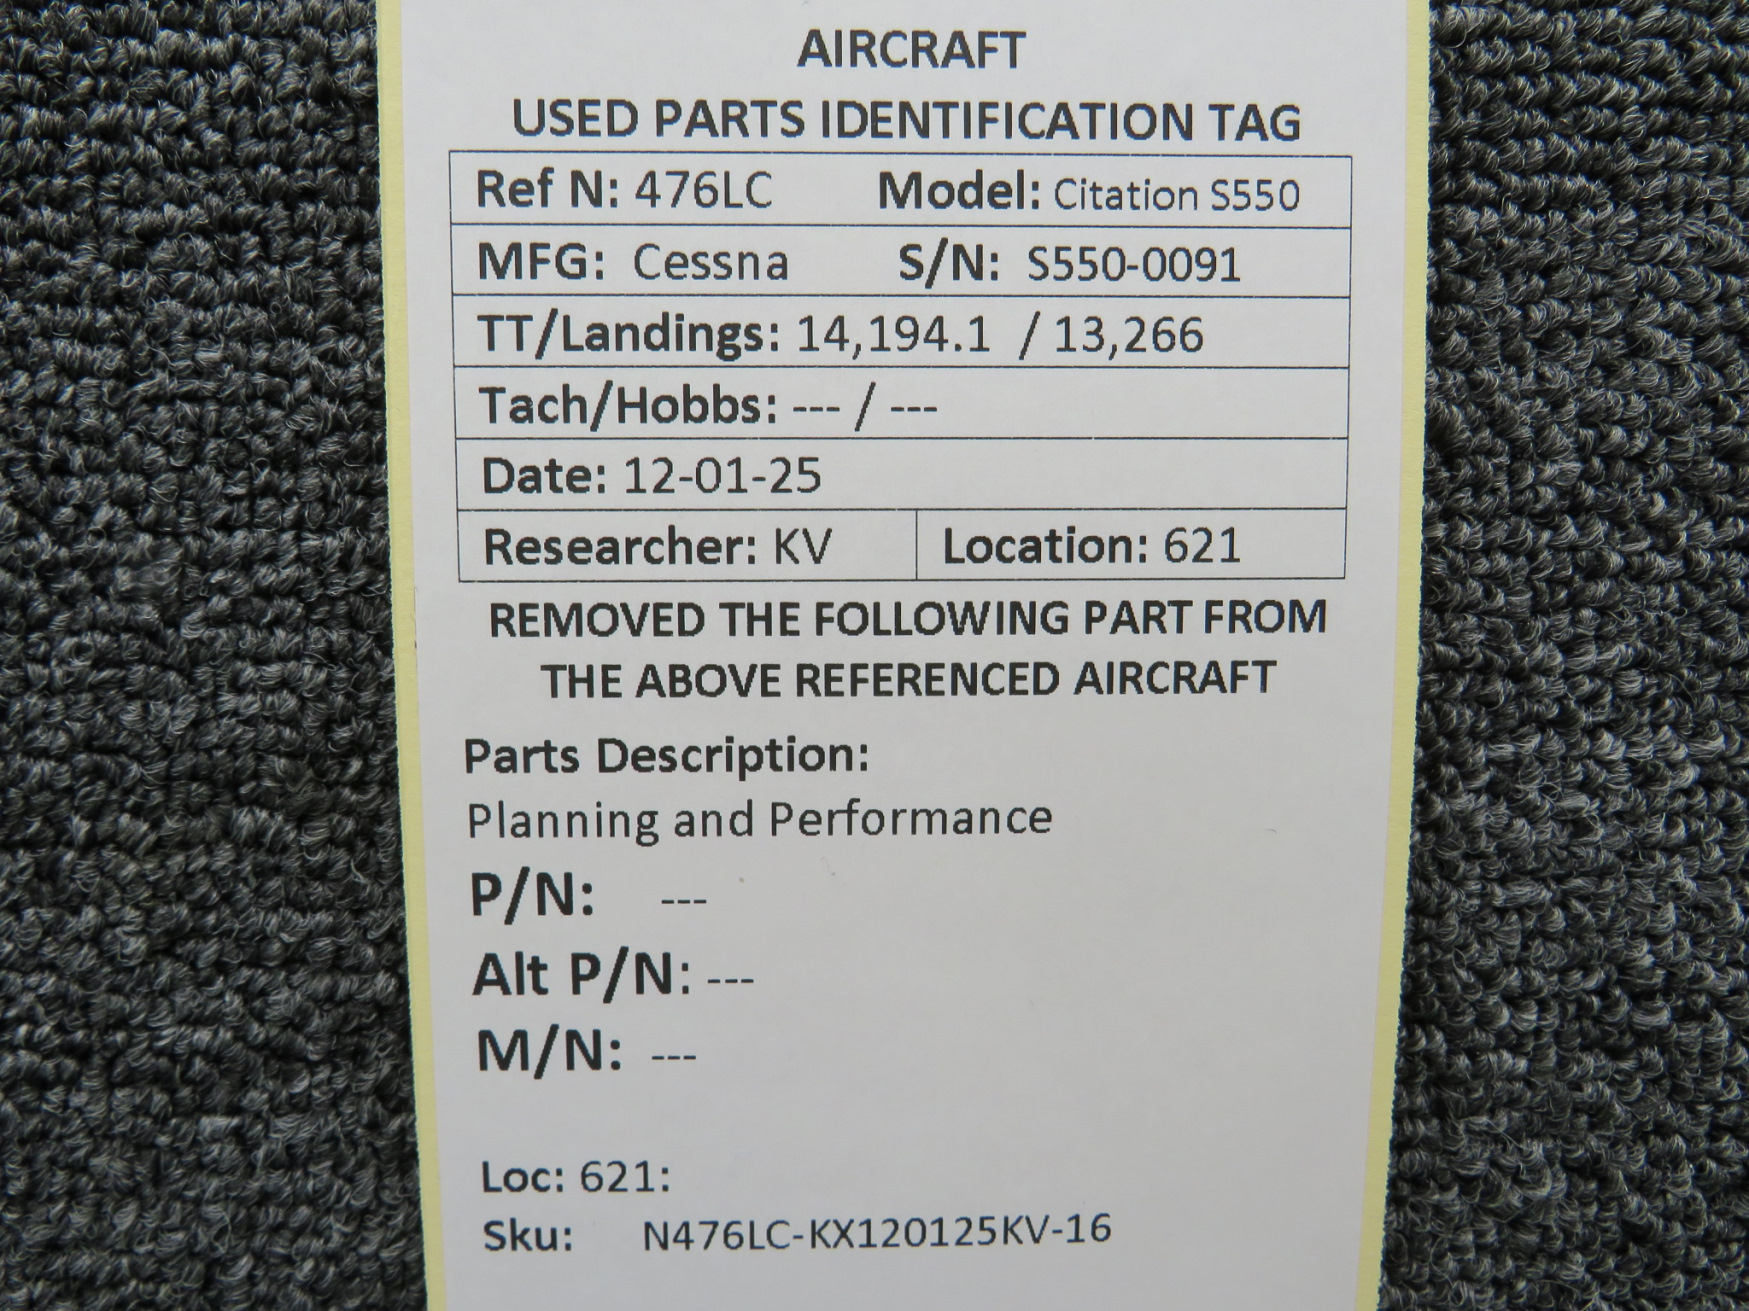 AIRCRAFT
USED PARTS IDENTIFICATION TAG
Ref N: 476LC Model: Citation S550
MFG: Cessna S/N: S550-0091
TT/Landings: 14,194.1 / 13,266
Tach/Hobbs: --- / ---
Date: 12-01-25
Researcher: KV Location: 621
REMOVED THE FOLLOWING PART FROM
THE ABOVE REFERENCED AIRCRAFT
Parts Description:
Planning and Performance
P/N: ---
Alt P/N: ---
M/N: ---
Loc: 621:
Sku: N476LC-KX120125KV-16